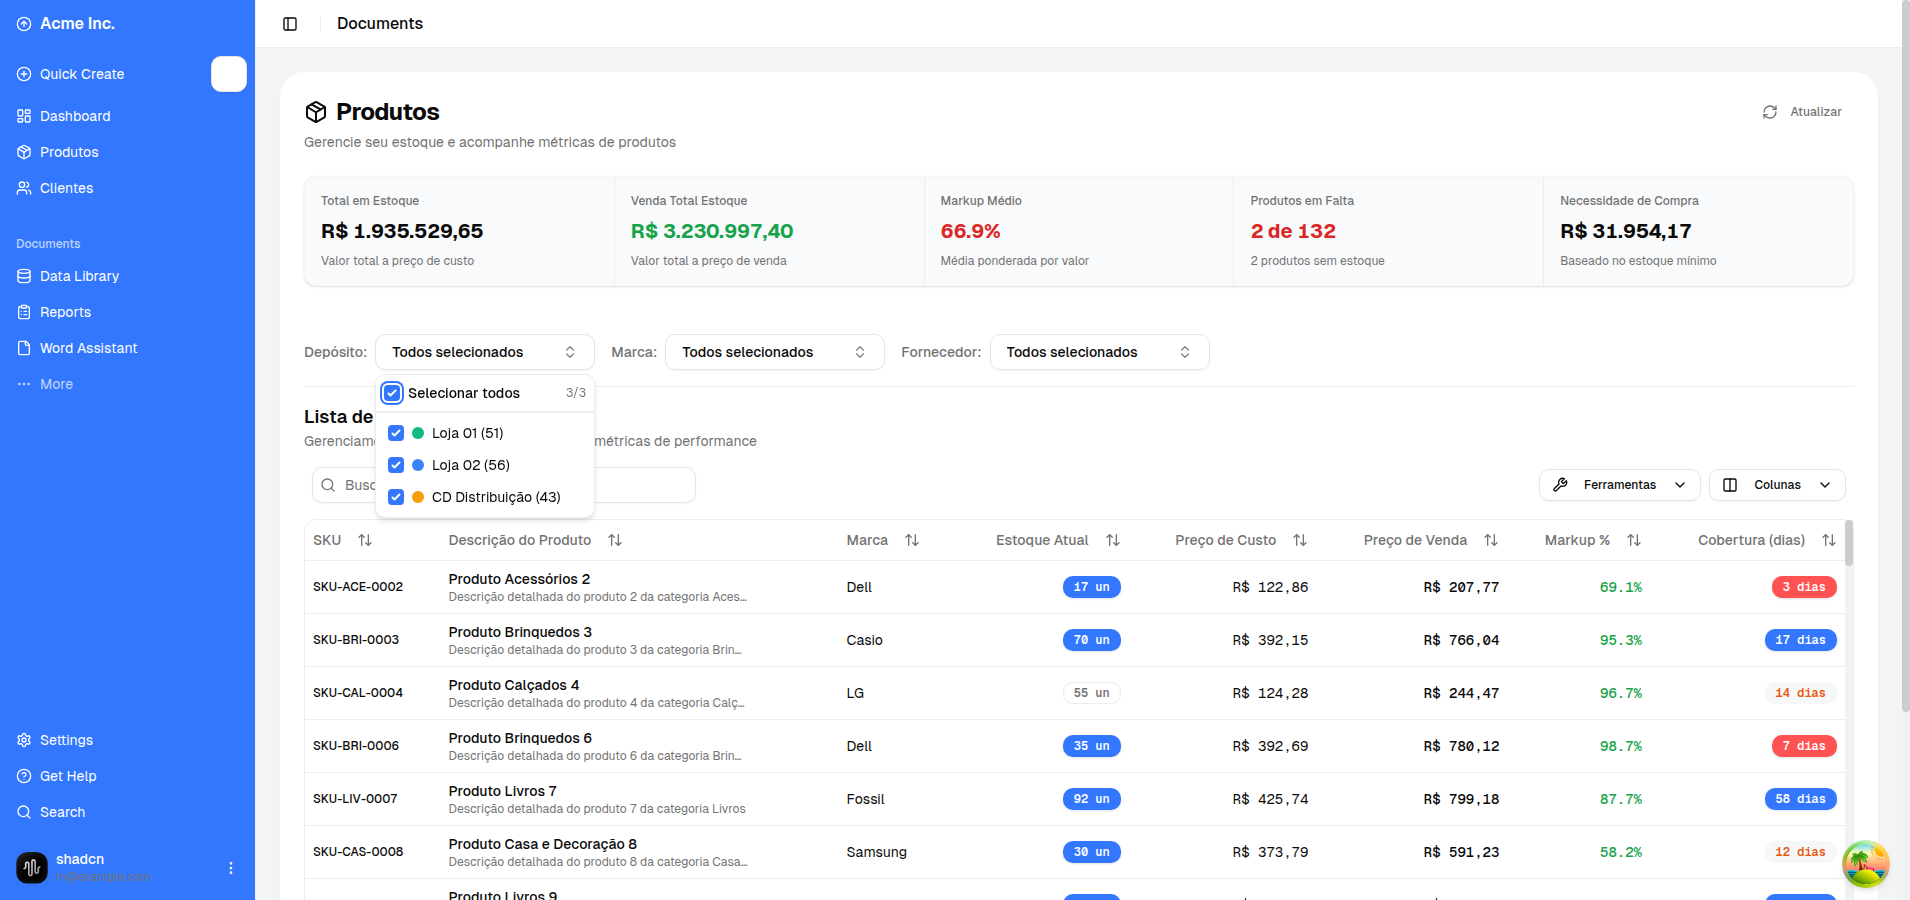 Acme Inc.
Documents
Quick Create
Dashboard
Produtos
Clientes
Documents
Data Library
Reports
Word Assistant
More
Settings
Get Help
Search
shadcn
m@example.com
Produtos
Atualizar
Gerencie seu estoque e acompanhe métricas de produtos
Total em Estoque
R$ 1.935.529,65
Valor total a preço de custo
Venda Total Estoque
R$ 3.230.997,40
Valor total a preço de venda
Markup Médio
66.9%
Média ponderada por valor
Produtos em Falta
2 de 132
2 produtos sem estoque
Necessidade de Compra
R$ 31.954,17
Baseado no estoque mínimo
Depósito: Todos selecionados Marca: Todos selecionados Fornecedor: Todos selecionados
Selecionar todos 3/3
Loja 01 (51)
Loja 02 (56)
CD Distribuição (43)
Lista de
Gerenciam métricas de performance
Busc
Ferramentas Colunas
SKU Descrição do Produto Marca Estoque Atual Preço de Custo Preço de Venda Markup % Cobertura (dias)
SKU-ACE-0002 Produto Acessórios 2 Dell 17 un R$ 122,86 R$ 207,77 69.1% 3 dias
Descrição detalhada do produto 2 da categoria Aces...
SKU-BRI-0003 Produto Brinquedos 3 Casio 70 un R$ 392,15 R$ 766,04 95.3% 17 dias
Descrição detalhada do produto 3 da categoria Brin...
SKU-CAL-0004 Produto Calçados 4 LG 55 un R$ 124,28 R$ 244,47 96.7% 14 dias
Descrição detalhada do produto 4 da categoria Calç...
SKU-BRI-0006 Produto Brinquedos 6 Dell 35 un R$ 392,69 R$ 780,12 98.7% 7 dias
Descrição detalhada do produto 6 da categoria Brin...
SKU-LIV-0007 Produto Livros 7 Fossil 92 un R$ 425,74 R$ 799,18 87.7% 58 dias
Descrição detalhada do produto 7 da categoria Livros
SKU-CAS-0008 Produto Casa e Decoração 8 Samsung 30 un R$ 373,79 R$ 591,23 58.2% 12 dias
Descrição detalhada do produto 8 da categoria Casa...
Produto Livros 9